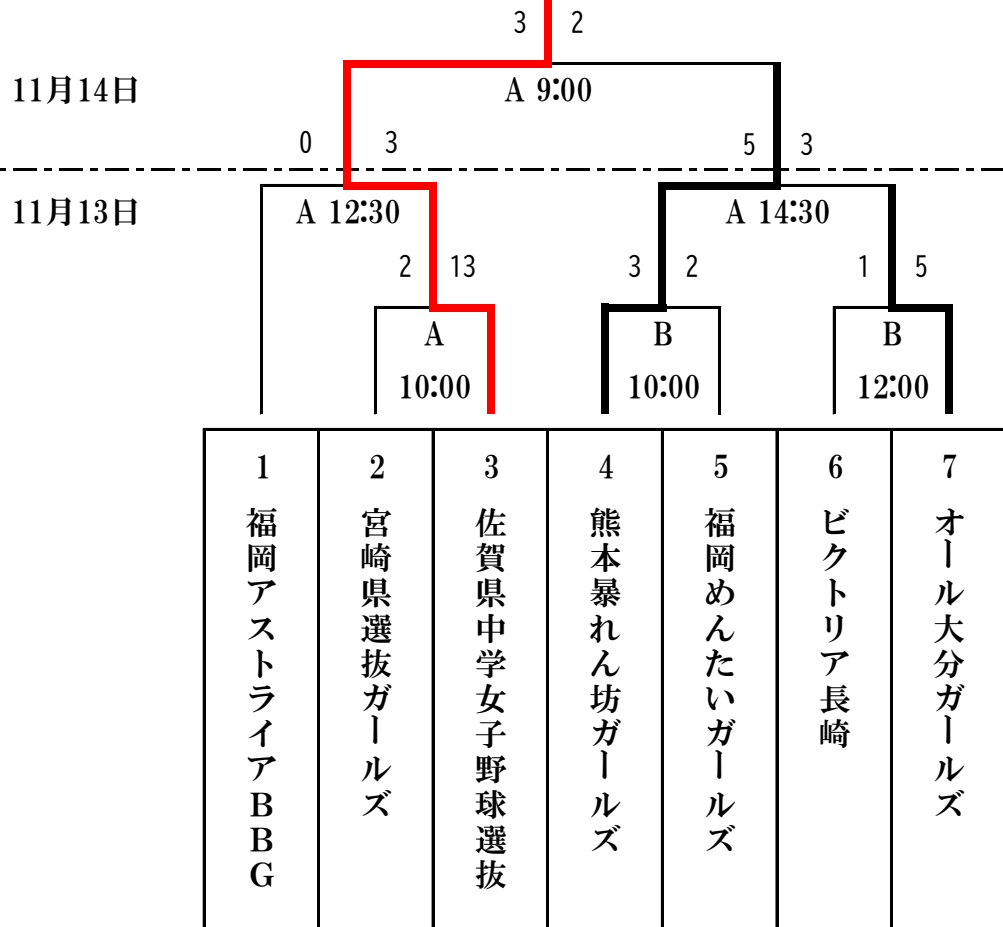 3 2
11月14日
A 9:00
0 3
5 3
11月13日
A 12:30
A 14:30
2 13
3 2
1 5
A
10:00
B
10:00
B
12:00
1
福岡アストライアBBG
2
宮崎県選抜ガールズ
3
佐賀県中学女子野球選抜
4
熊本暴れん坊ガールズ
5
福岡めんたいガールズ
6
ビクトリア長崎
7
オール大分ガールズ